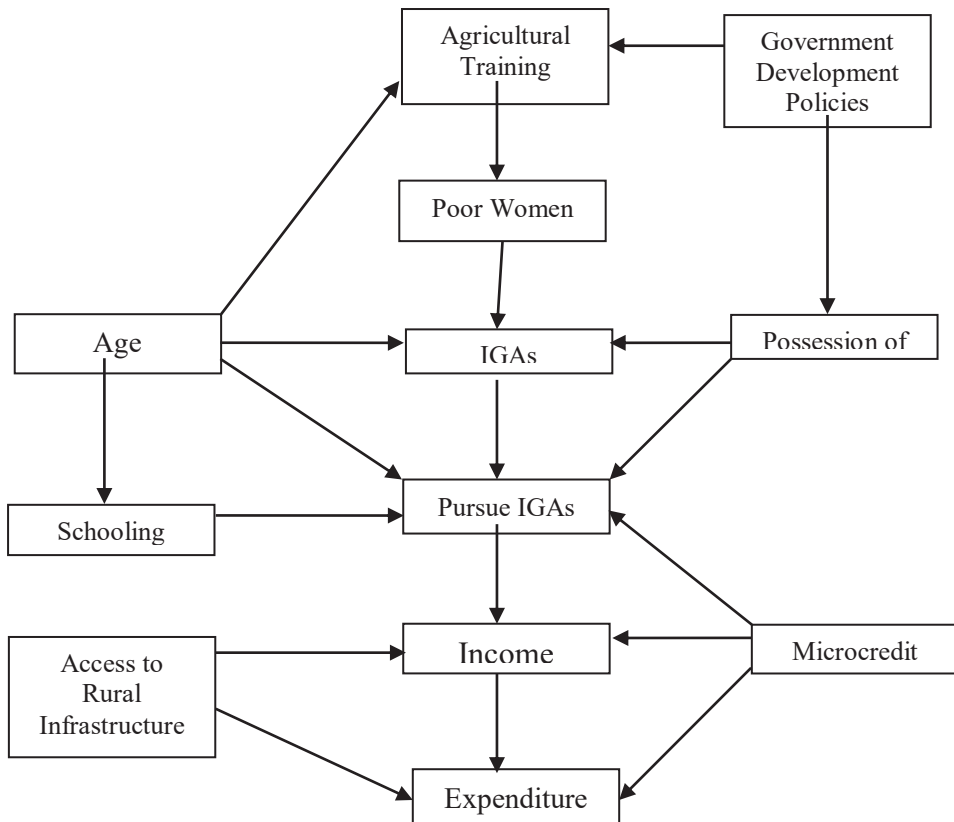 Agricultural
Training
Government
Development
Policies
Poor Women
Age
IGAs
Possession of
Schooling
Pursue IGAs
Access to
Rural
Infrastructure
Income
Microcredit
Expenditure